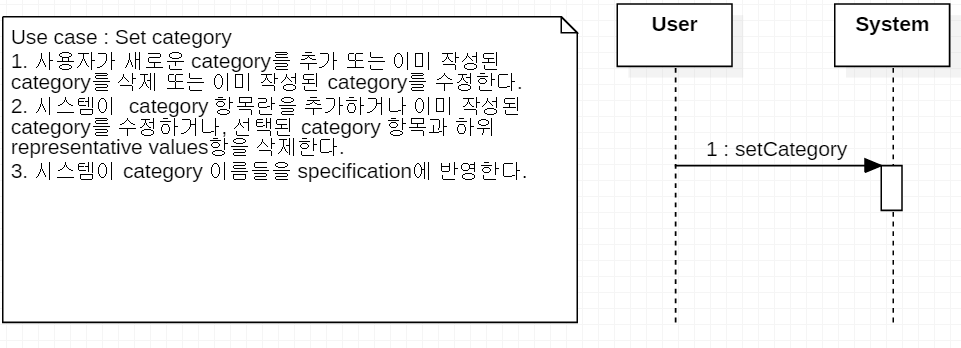 Use case : Set category
1. 사용자가 새로운 category를 추가 또는 이미 작성된
category를 삭제 또는 이미 작성된 category를 수정한다.
2. 시스템이  category 항목란을 추가하거나 이미 작성된
category를 수정하거나, 선택된 category 항목과 하위
representative values항을 삭제한다.
3. 시스템이 category 이름들을 specification에 반영한다.
User
System
1 : setCategory